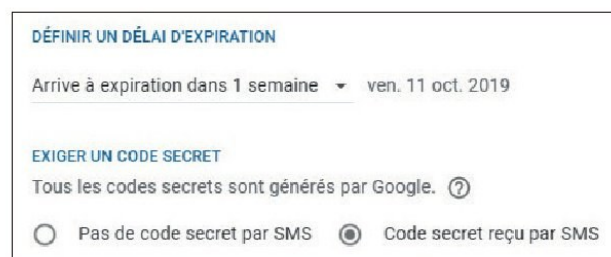 DÉFINIR UN DÉLAI D'EXPIRATION
Arrive à expiration dans 1 semaine ven. 11 oct. 2019
EXIGER UN CODE SECRET
Tous les codes secrets sont générés par Google.
Pas de code secret par SMS Code secret reçu par SMS